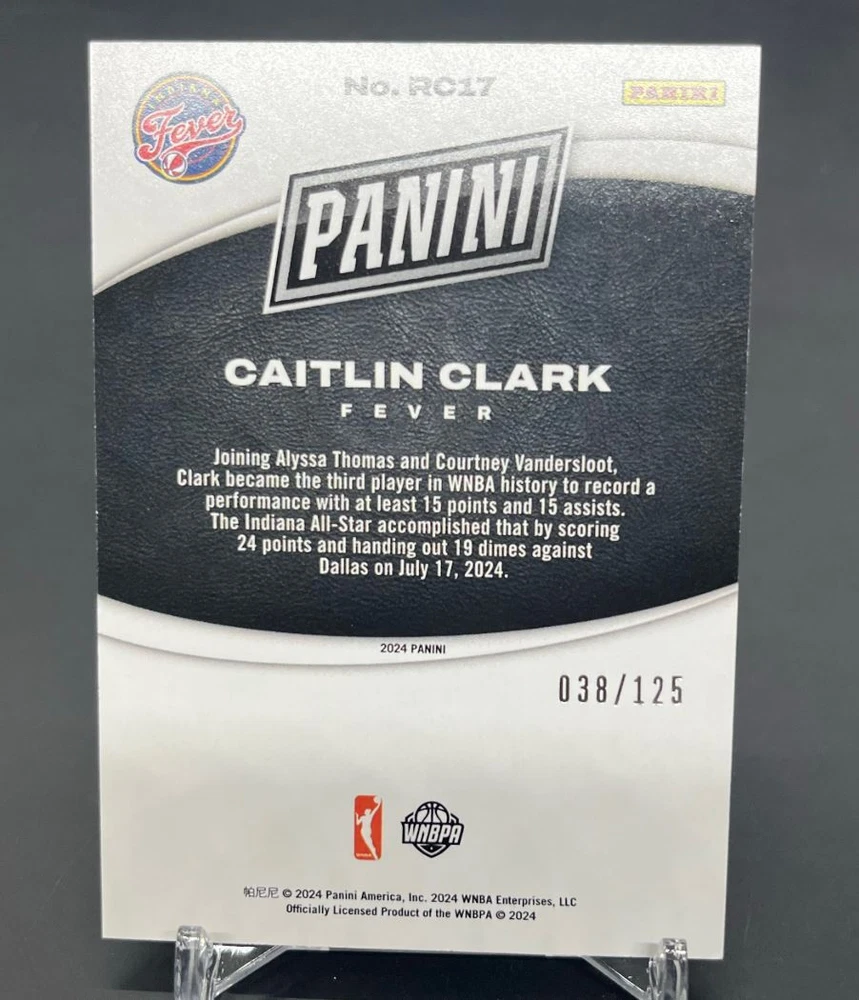 No. RC17
INDIANA
Fever
PANINI
PANINI
CAITLIN CLARK
FEVER
Joining Alyssa Thomas and Courtney Vandersloot,
Clark became the third player in WNBA history to record a
performance with at least 15 points and 15 assists.
The Indiana All-Star accomplished that by scoring
24 points and handing out 19 dimes against
Dallas on July 17, 2024.
2024 PANINI
038/125
WNBA
WNBPA
帕尼尼 © 2024 Panini America, Inc. 2024 WNBA Enterprises, LLC
Officially Licensed Product of the WNBPA © 2024